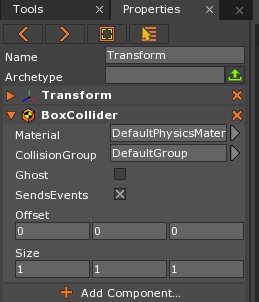 Tools Properties
Name Transform
Archetype
Transform
BoxCollider
Material DefaultPhysicsMater
CollisionGroup DefaultGroup
Ghost
SendsEvents
Offset
0 0 0
Size
1 1 1
Add Component...